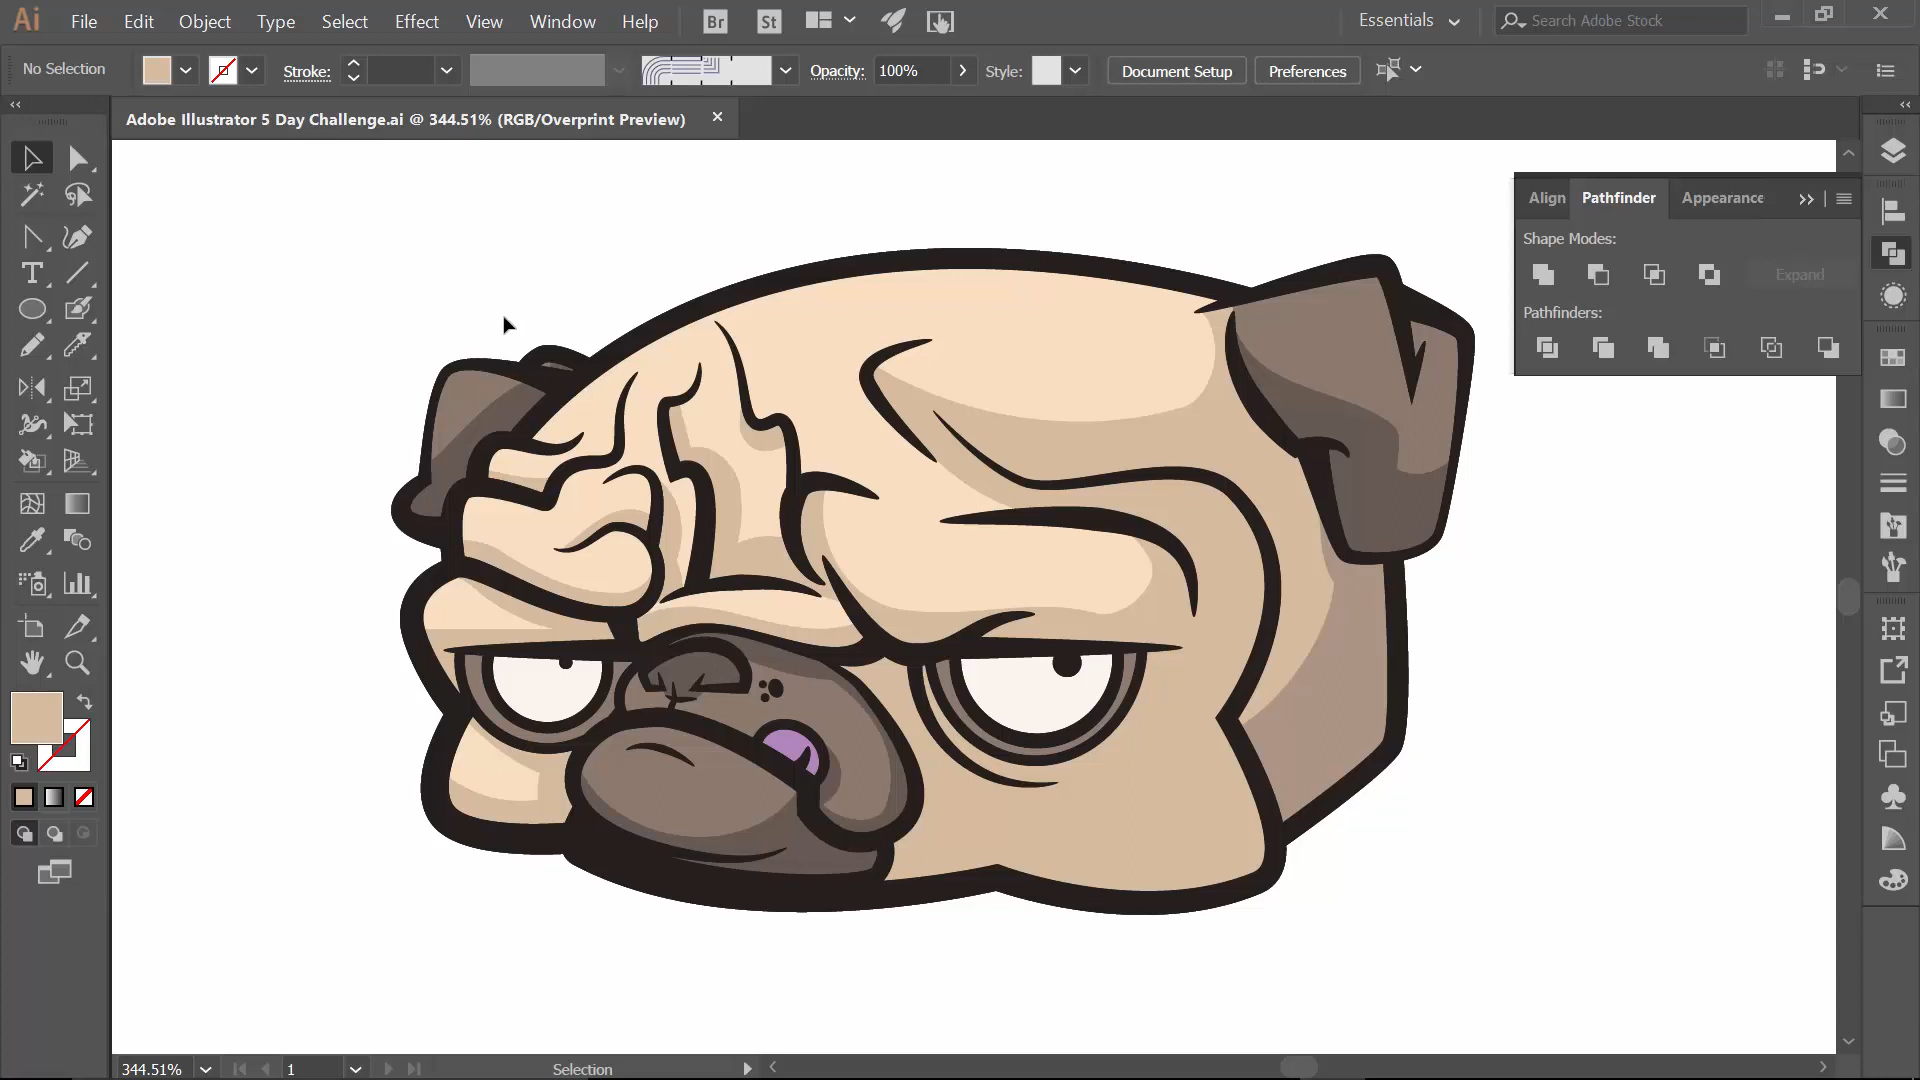 Ai File Edit Object Type Select Effect View Window Help Br St Essentials Search Adobe Stock
No Selection Stroke: Opacity: 100% Style: Document Setup Preferences
Adobe Illustrator 5 Day Challenge.ai @ 344.51% (RGB/Overprint Preview)
Align Pathfinder Appearance
Shape Modes:
Expand
Pathfinders:
344.51% 1 Selection